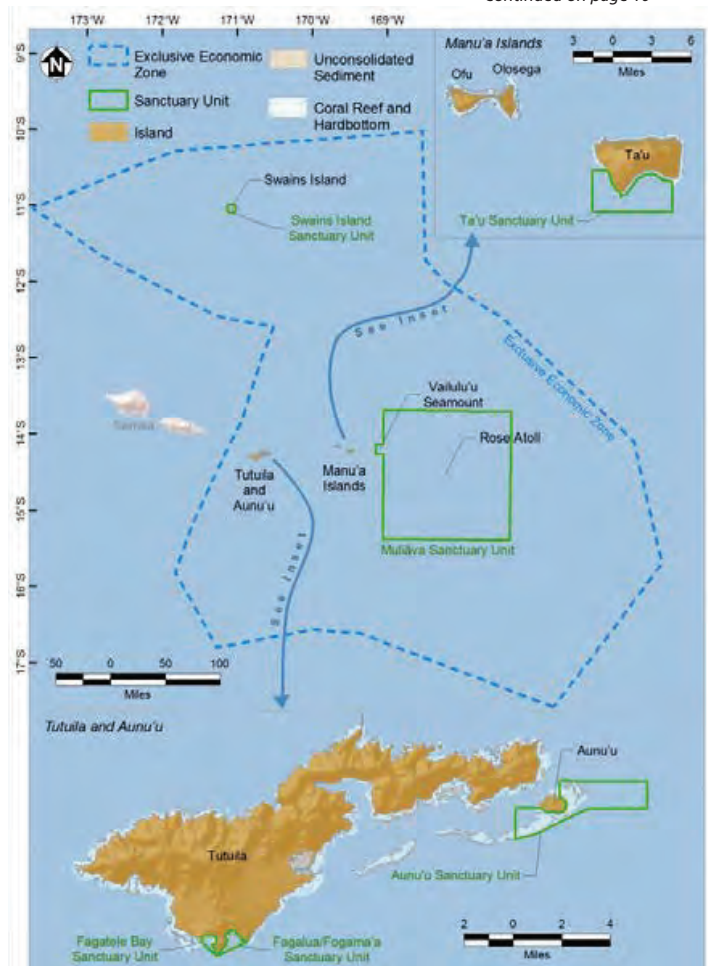 173°W 172°W 171°W 170°W 169°W
9°S
10°S
11°S
12°S
13°S
14°S
15°S
16°S
17°S
N
Exclusive Economic
Zone
Sanctuary Unit
Island
Unconsolidated
Sediment
Coral Reef and
Hardbottom
Manu'a Islands
3 0 3 6
Miles
Ofu
Olosega
Ta'u
Ta'u Sanctuary Unit
Swains Island
Swains Island
Sanctuary Unit
See Inset
Exclusive Economic Zone
Vailulu'u
Seamount
Rose Atoll
Samoa
Tutuila
and
Aunu'u
Manu'a
Islands
Muliāva Sanctuary Unit
See Inset
50 0 50 100
Miles
Tutuila and Aunu'u
Aunu'u
Tutuila
Aunu'u Sanctuary Unit
Fagatele Bay
Sanctuary Unit
Fagalua/Fogama'a
Sanctuary Unit
2 0 2 4
Miles